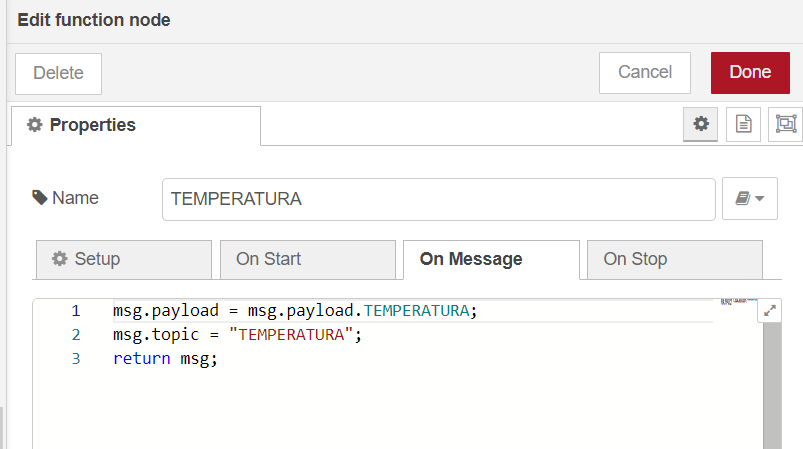 Edit function node
Delete
Cancel
Done
Properties
Name
TEMPERATURA
Setup
On Start
On Message
On Stop
1 msg.payload = msg.payload.TEMPERATURA;
2 msg.topic = "TEMPERATURA";
3 return msg;